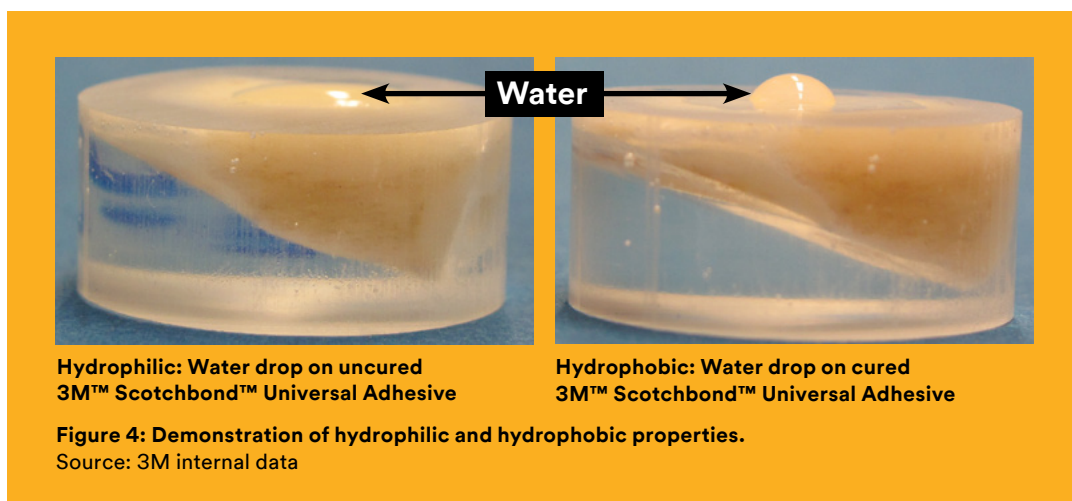 Water
Hydrophilic: Water drop on uncured
3M™ Scotchbond™ Universal Adhesive
Hydrophobic: Water drop on cured
3M™ Scotchbond™ Universal Adhesive
Figure 4: Demonstration of hydrophilic and hydrophobic properties.
Source: 3M internal data